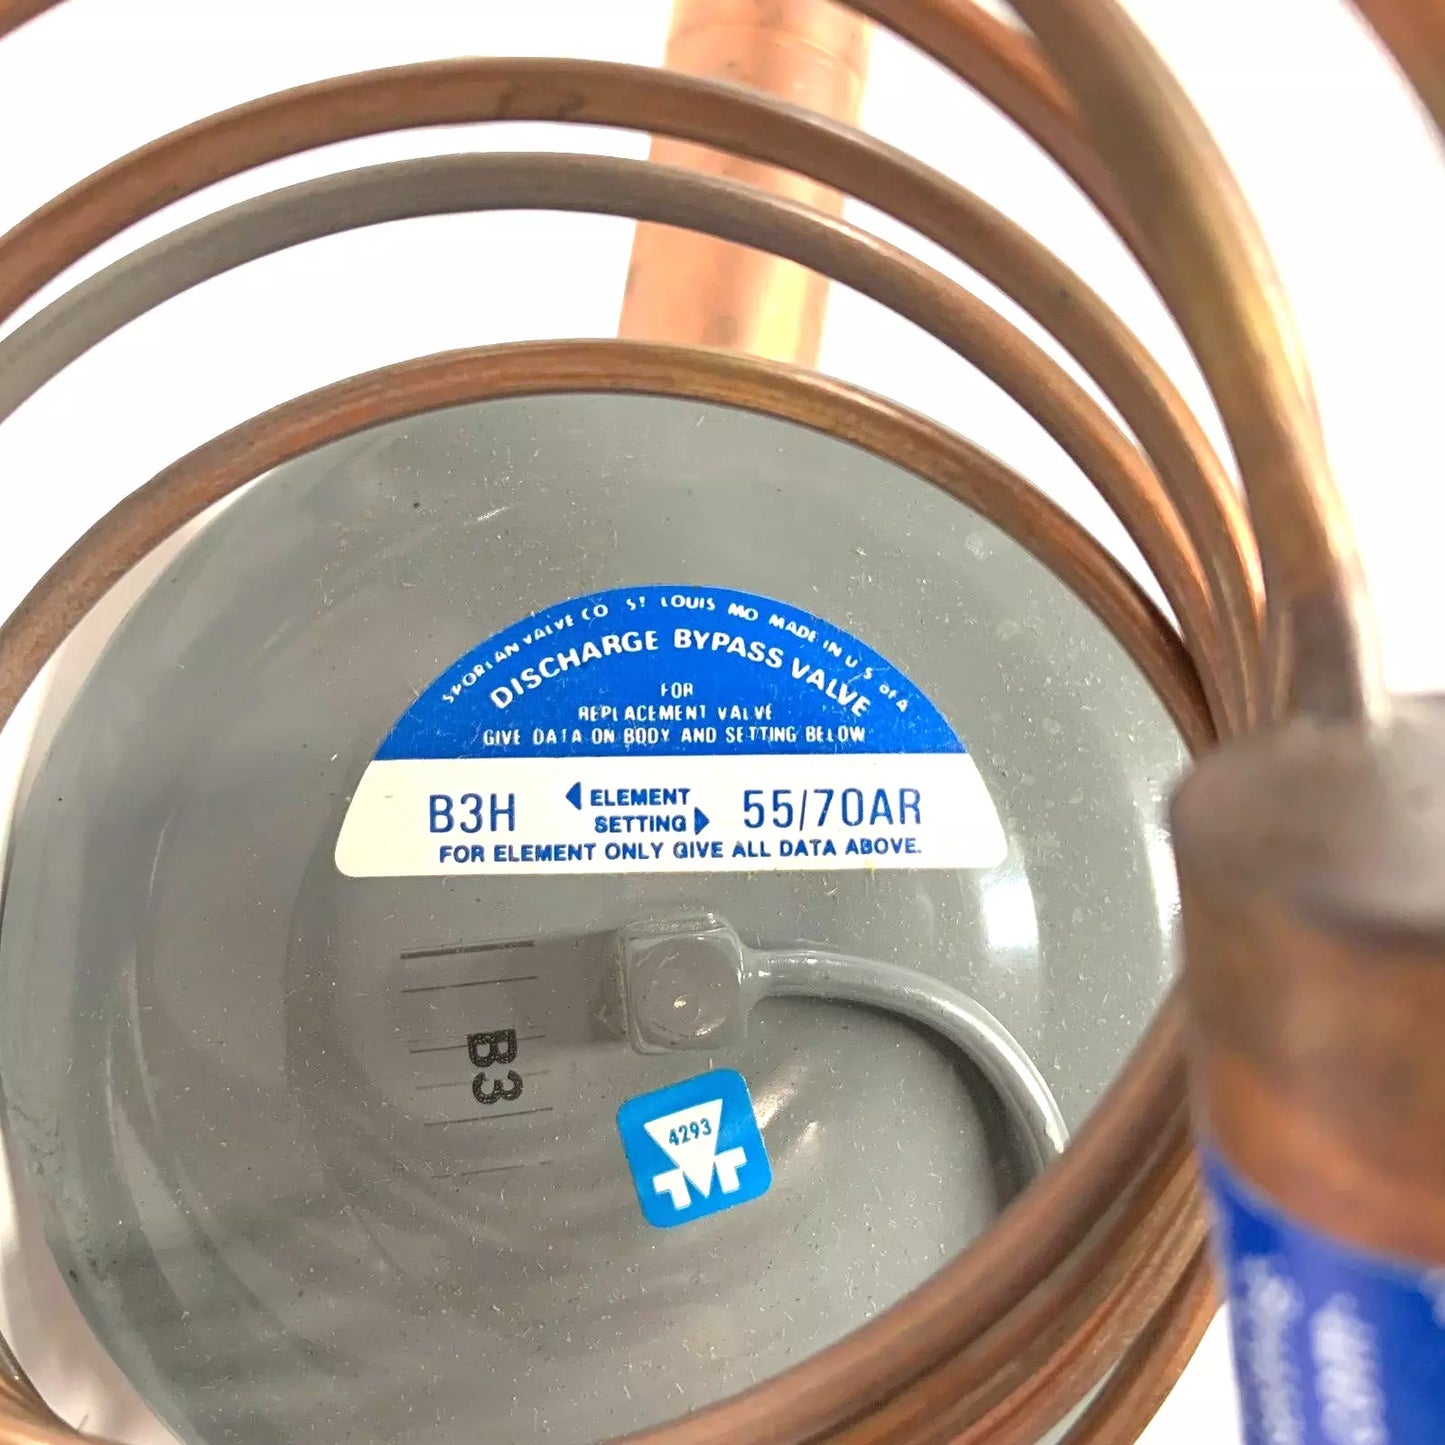 SPORLAN VALVE CO ST LOUIS MO MADE IN U S of A
DISCHARGE BYPASS VALVE
FOR
REPLACEMENT VALVE
GIVE DATA ON BODY AND SETTING BELOW
B3H ◀ELEMENT SETTING▶ 55/70AR
FOR ELEMENT ONLY GIVE ALL DATA ABOVE.
B3
4293